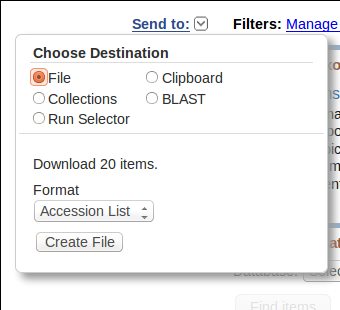 Send to: Filters: Manage
Choose Destination
File Clipboard
Collections BLAST
Run Selector
Download 20 items.
Format
Accession List
Create File
Database:
Find items